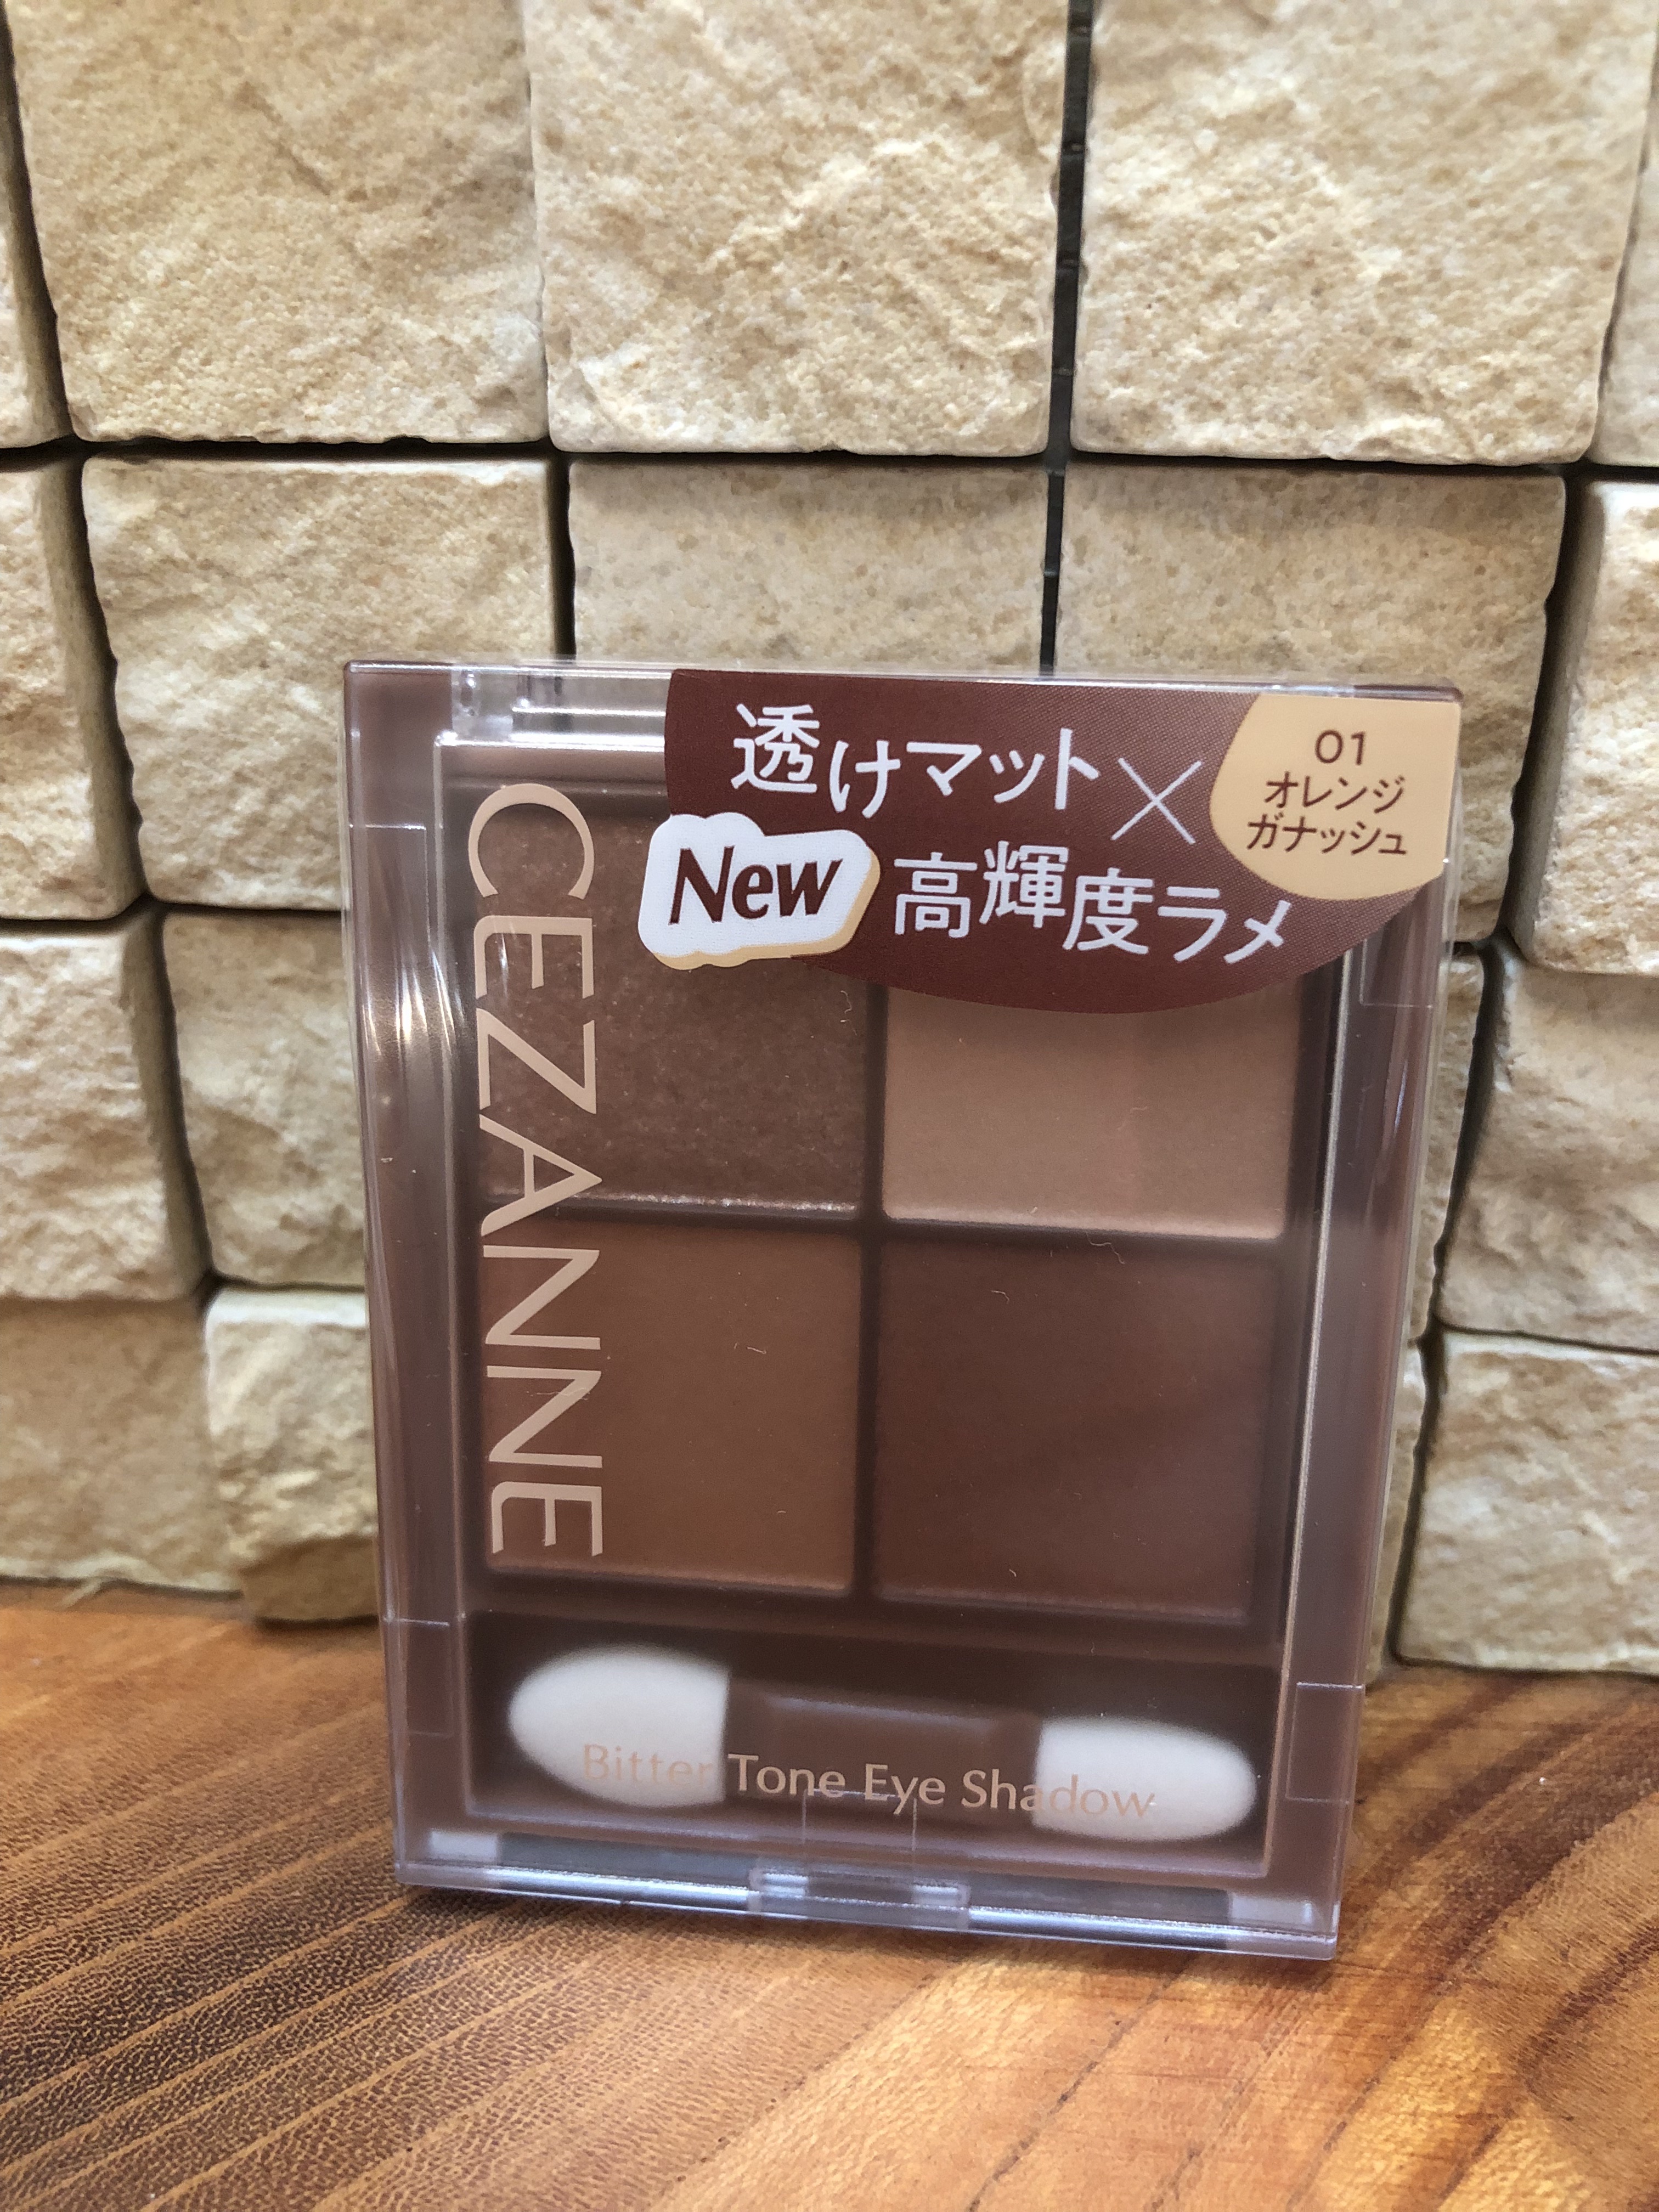 透けマット×
New 高輝度ラメ
01
オレンジ
ガナッシュ
CEZANNE
Bitter Tone Eye Shadow